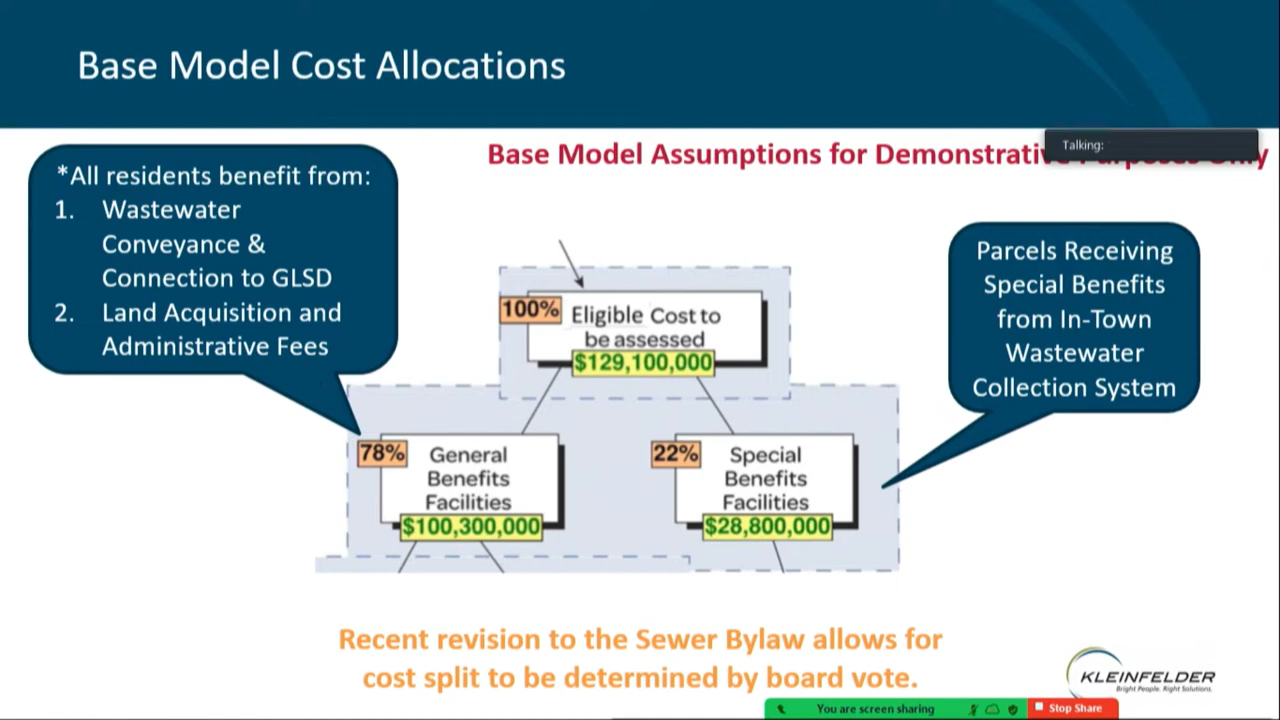 Base Model Cost Allocations
Base Model Assumptions for Demonstrative Only
Talking:
*All residents benefit from:
1. Wastewater
Conveyance &
Connection to GLSD
2. Land Acquisition and
Administrative Fees
Parcels Receiving
Special Benefits
from In-Town
Wastewater
Collection System
100%
Eligible Cost to
be assessed
$129,100,000
78%
General
Benefits
Facilities
$100,300,000
22%
Special
Benefits
Facilities
$28,800,000
Recent revision to the Sewer Bylaw allows for
cost split to be determined by board vote.
KLEINFELDER
Bright People. Right Solutions.
You are screen sharing
Stop Share